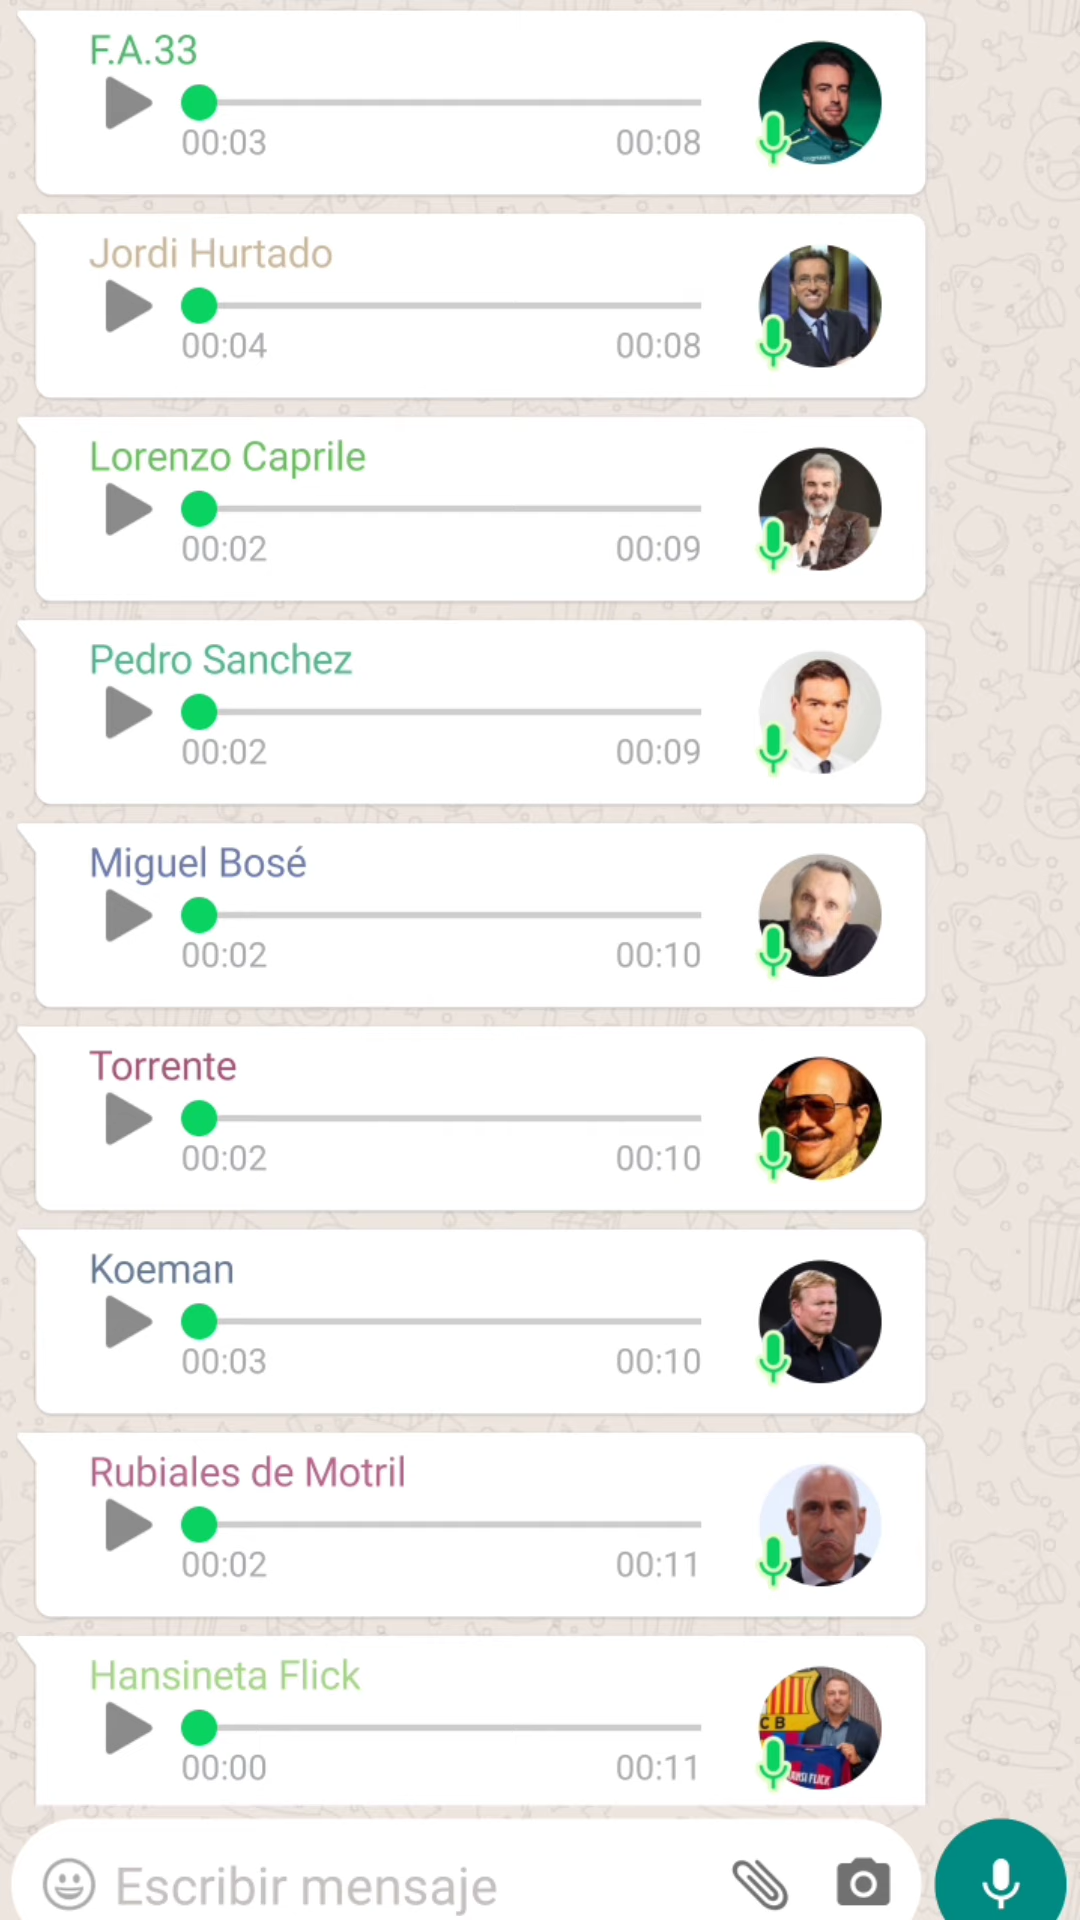 F.A.33
00:03 00:08
Jordi Hurtado
00:04 00:08
Lorenzo Caprile
00:02 00:09
Pedro Sanchez
00:02 00:09
Miguel Bosé
00:02 00:10
Torrente
00:02 00:10
Koeman
00:03 00:10
Rubiales de Motril
00:02 00:11
Hansineta Flick
C B
FLICK
00:00 00:11
Escribir mensaje